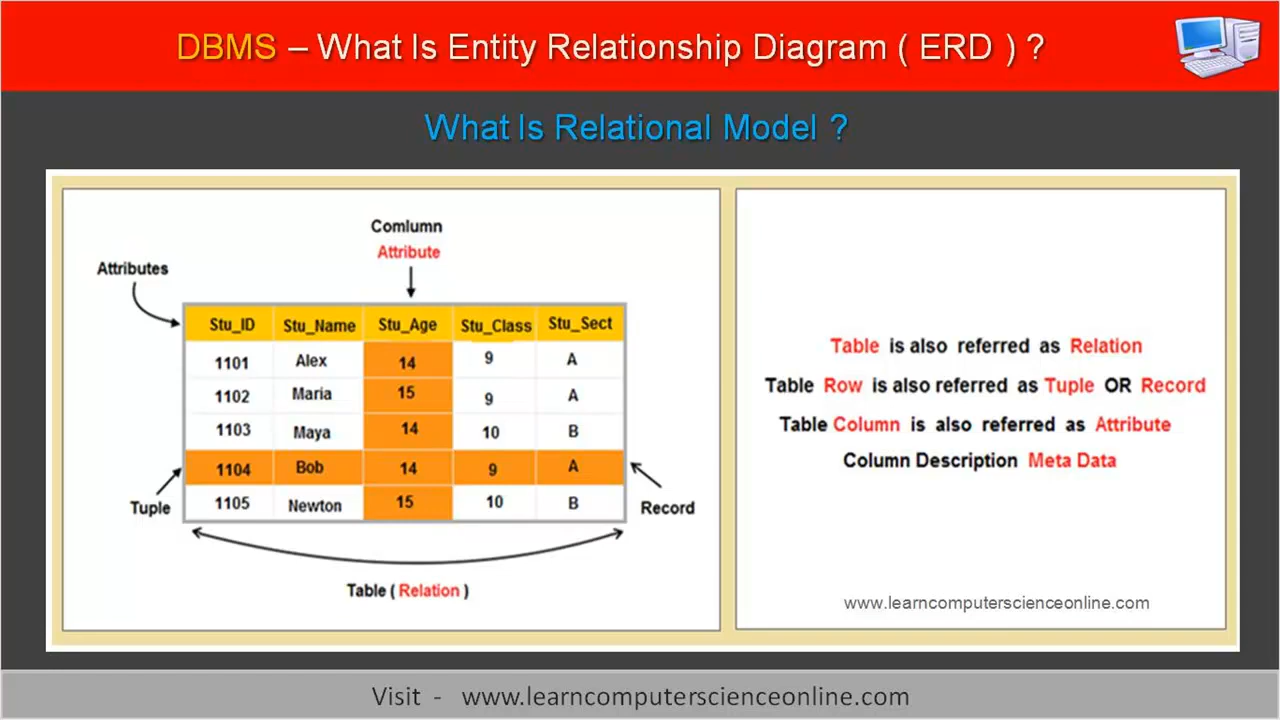 DBMS – What Is Entity Relationship Diagram ( ERD ) ?
What Is Relational Model ?
Comlumn
Attribute
Attributes
Stu_ID Stu_Name Stu_Age Stu_Class Stu_Sect
1101 Alex 14 9 A
1102 Maria 15 9 A
1103 Maya 14 10 B
1104 Bob 14 9 A
1105 Newton 15 10 B
Tuple
Record
Table ( Relation )
Table is also referred as Relation
Table Row is also referred as Tuple OR Record
Table Column is also referred as Attribute
Column Description Meta Data
www.learncomputerscienceonline.com
Visit - www.learncomputerscienceonline.com